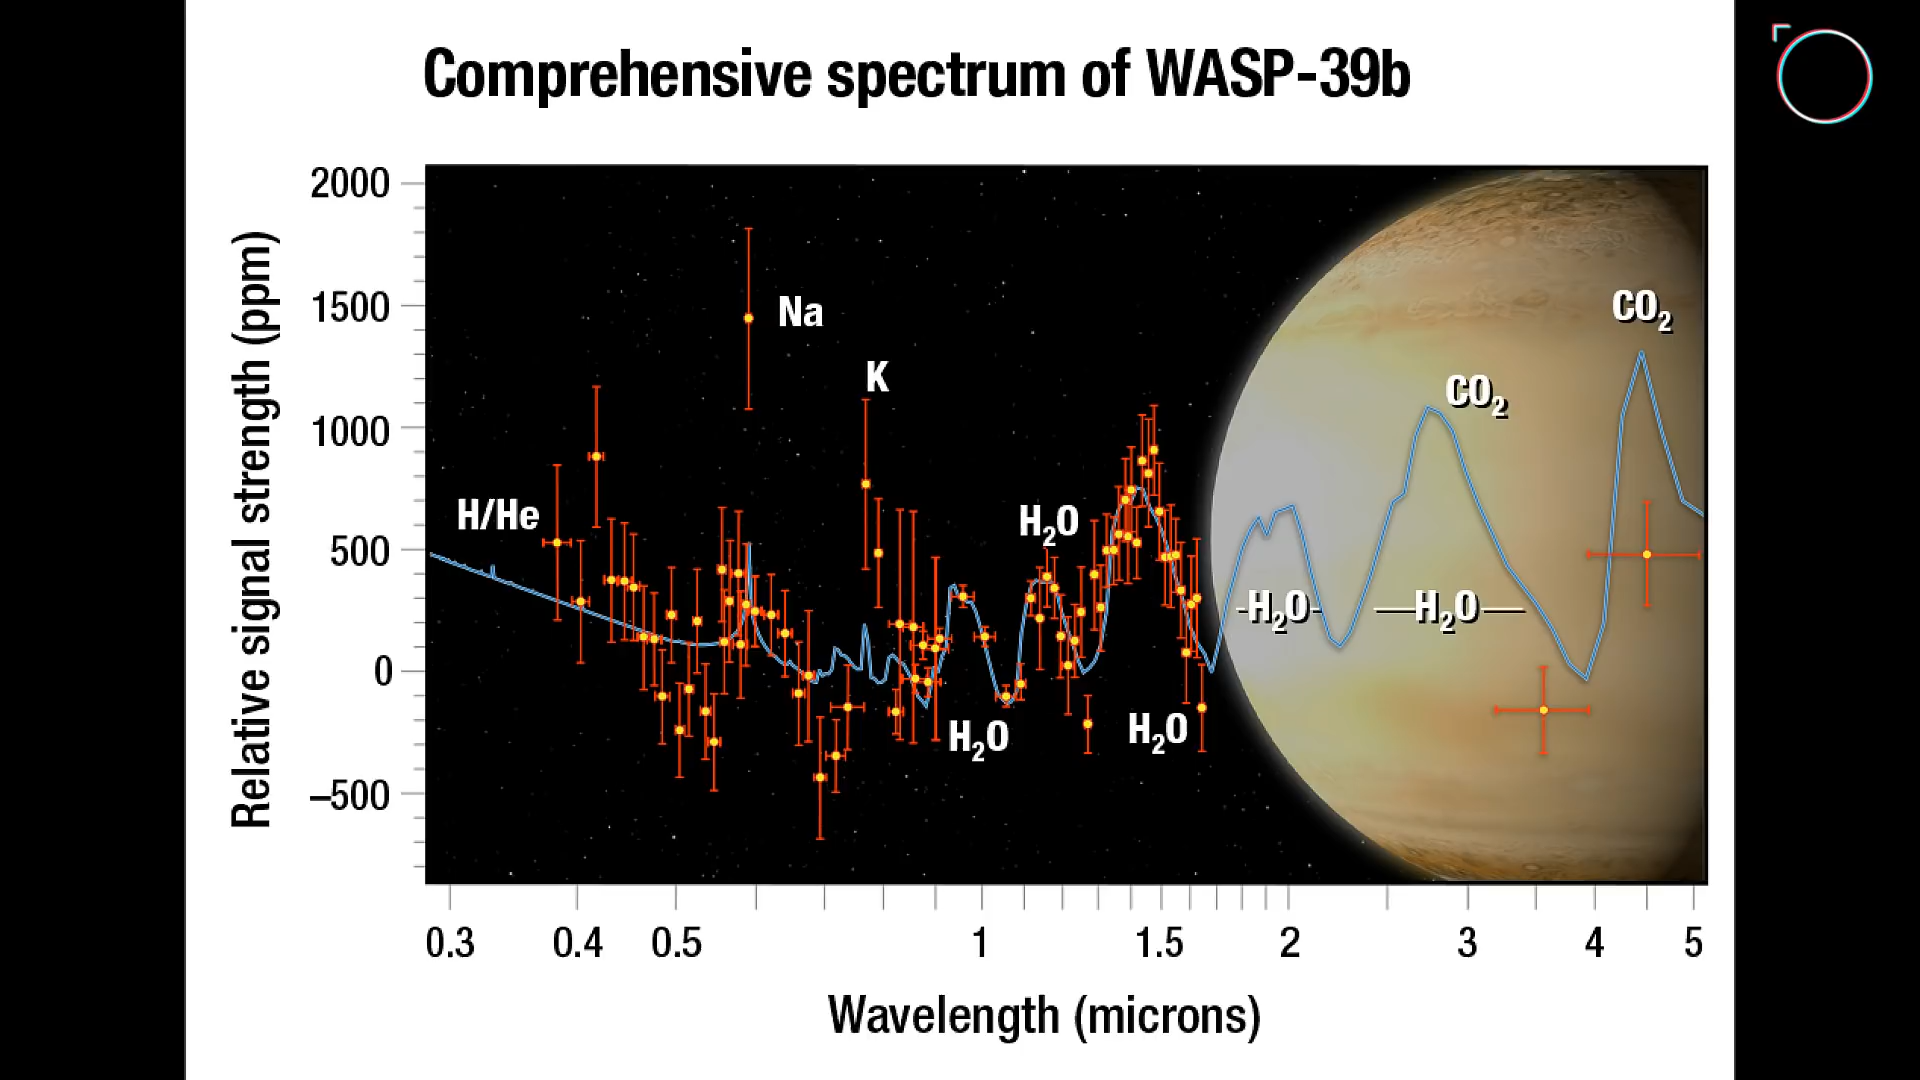 Comprehensive spectrum of WASP-39b
Relative signal strength (ppm)
2000
1500
1000
500
0
–500
H/He
Na
K
H₂O
H₂O
H₂O
-H₂O-
—H₂O—
CO₂
CO₂
0.3 0.4 0.5 1 1.5 2 3 4 5
Wavelength (microns)